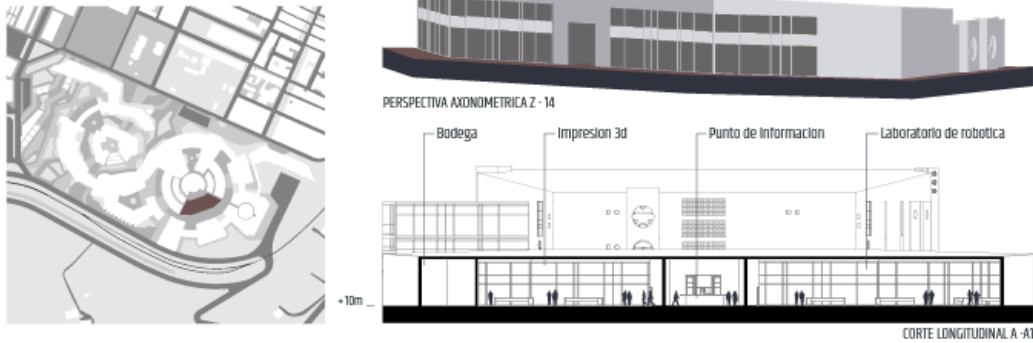 PERSPECTIVA AXONOMETRICA Z - 14
Bodega
Impresion 3d
Punto de informacion
Laboratorio de robotica
+10m
CORTE LONGITUDINAL A -A1